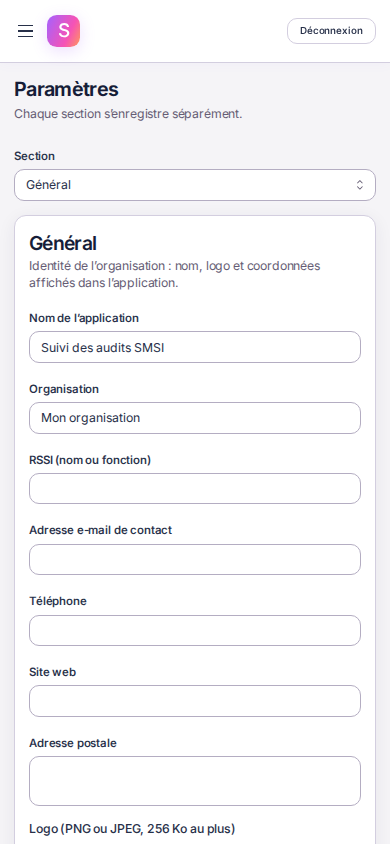 S
Déconnexion
Paramètres
Chaque section s’enregistre séparément.
Section
Général
Général
Identité de l’organisation : nom, logo et coordonnées
affichés dans l’application.
Nom de l’application
Suivi des audits SMSI
Organisation
Mon organisation
RSSI (nom ou fonction)
Adresse e-mail de contact
Téléphone
Site web
Adresse postale
Logo (PNG ou JPEG, 256 Ko au plus)